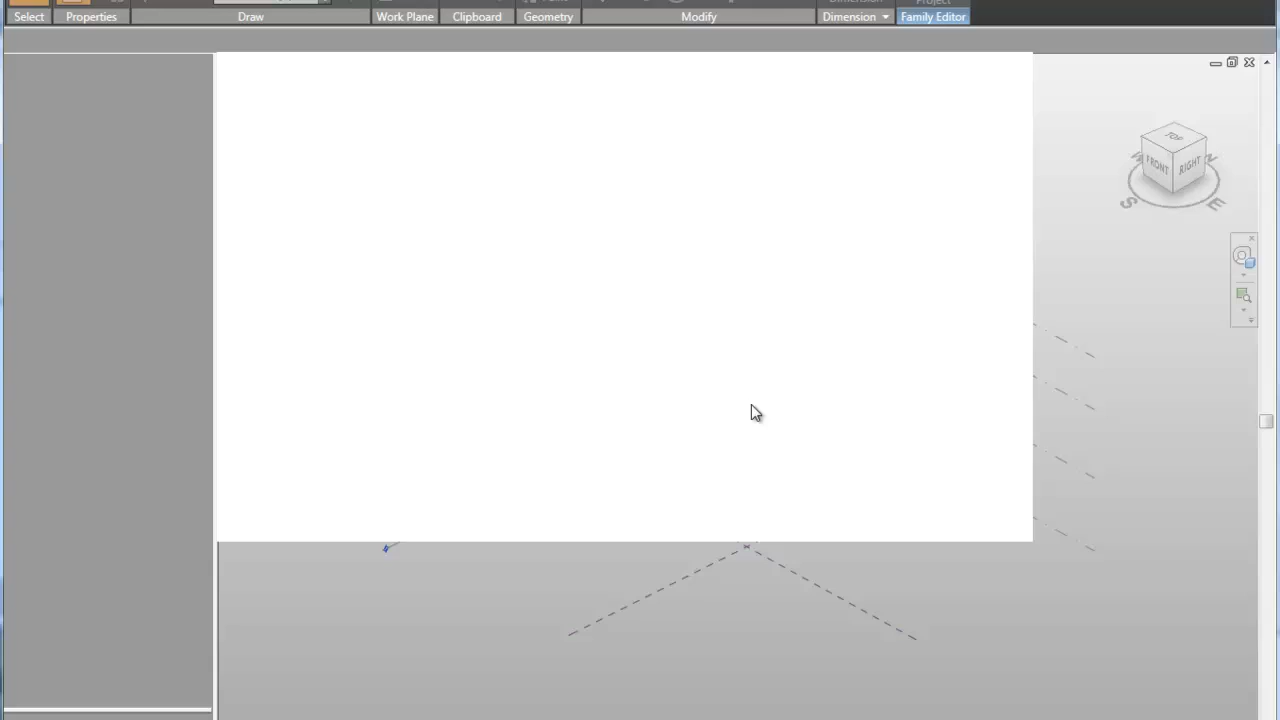 Project
Select Properties Draw Work Plane Clipboard Geometry Modify Dimension Family Editor
TOP
FRONT RIGHT
S E